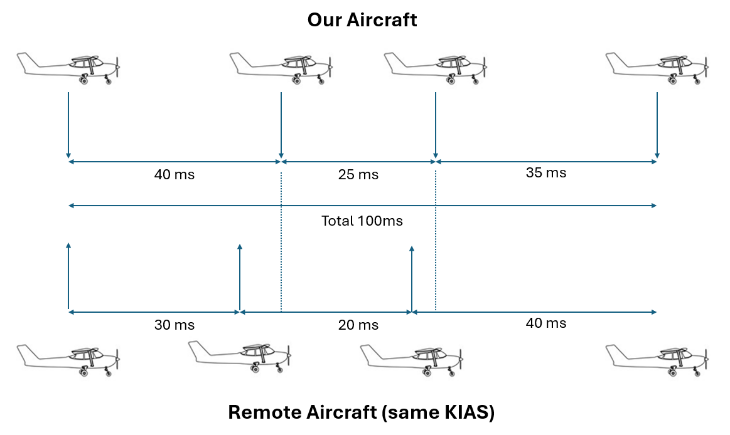 Our Aircraft
40 ms
25 ms
35 ms
Total 100ms
30 ms
20 ms
40 ms
Remote Aircraft (same KIAS)